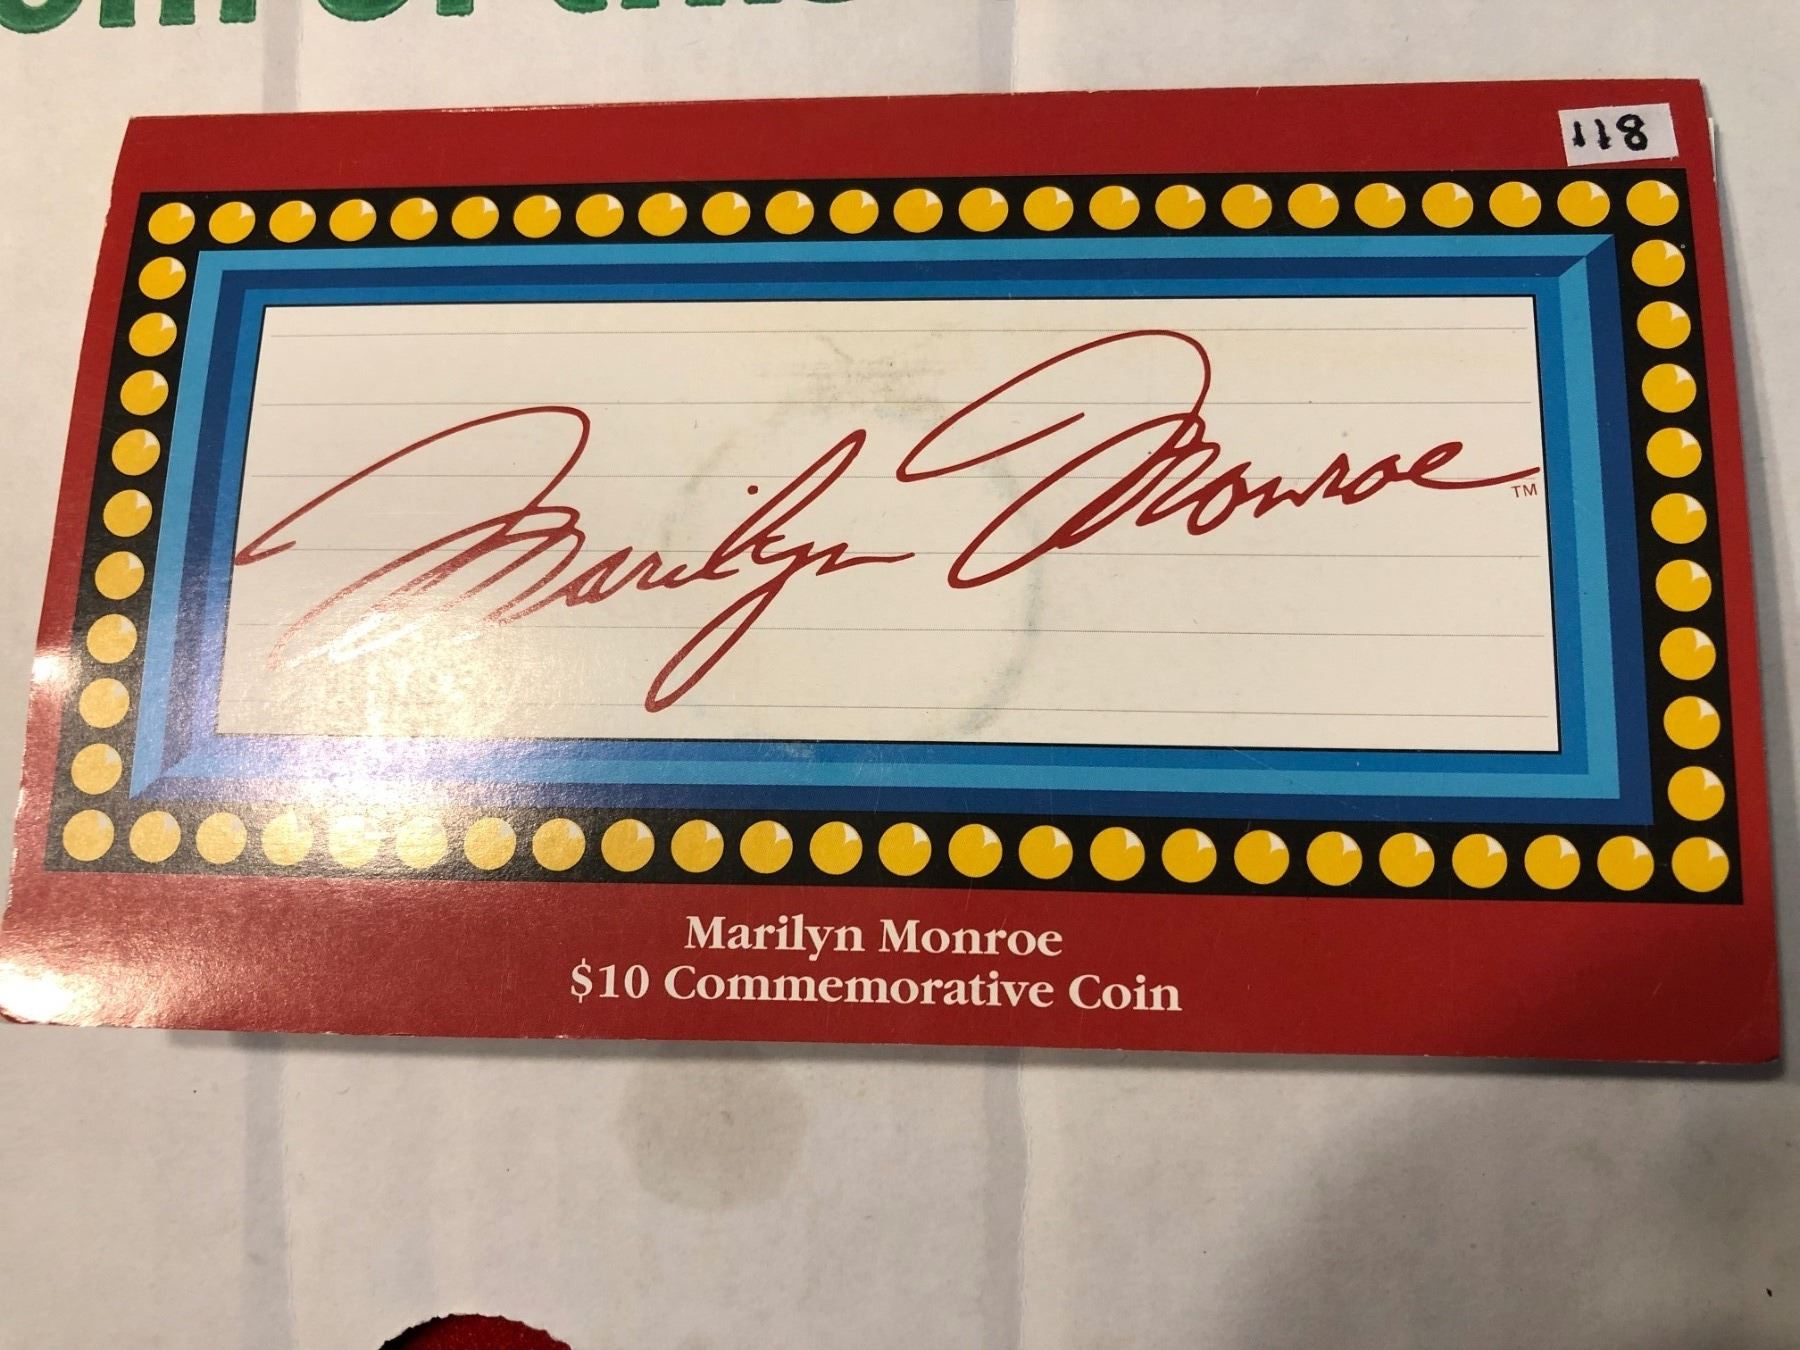 118
Marilyn Monroe
TM
Marilyn Monroe
$10 Commemorative Coin